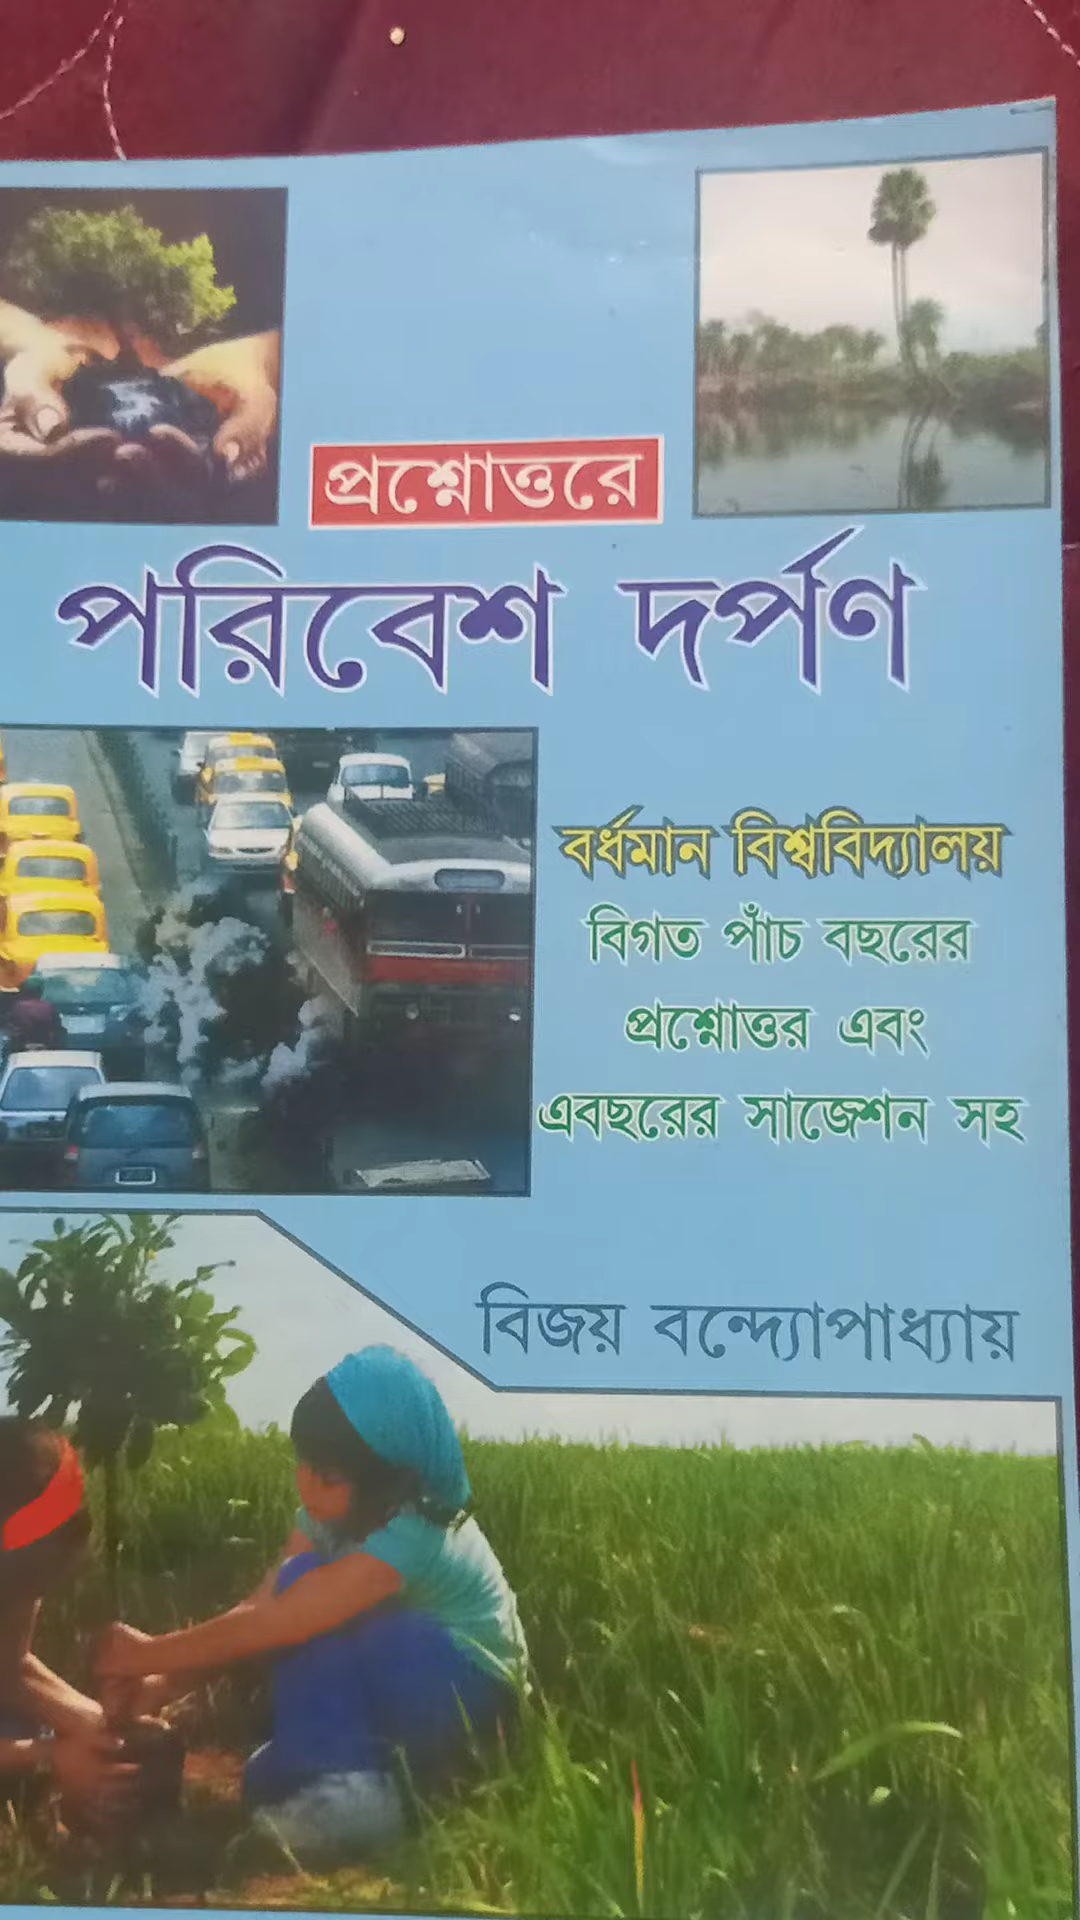 প্রশ্নোত্তরে
পরিবেশ দর্পণ
বর্ধমান বিশ্ববিদ্যালয়
বিগত পাঁচ বছরের
প্রশ্নোত্তর এবং
এবছরের সাজেশন সহ
বিজয় বন্দ্যোপাধ্যায়